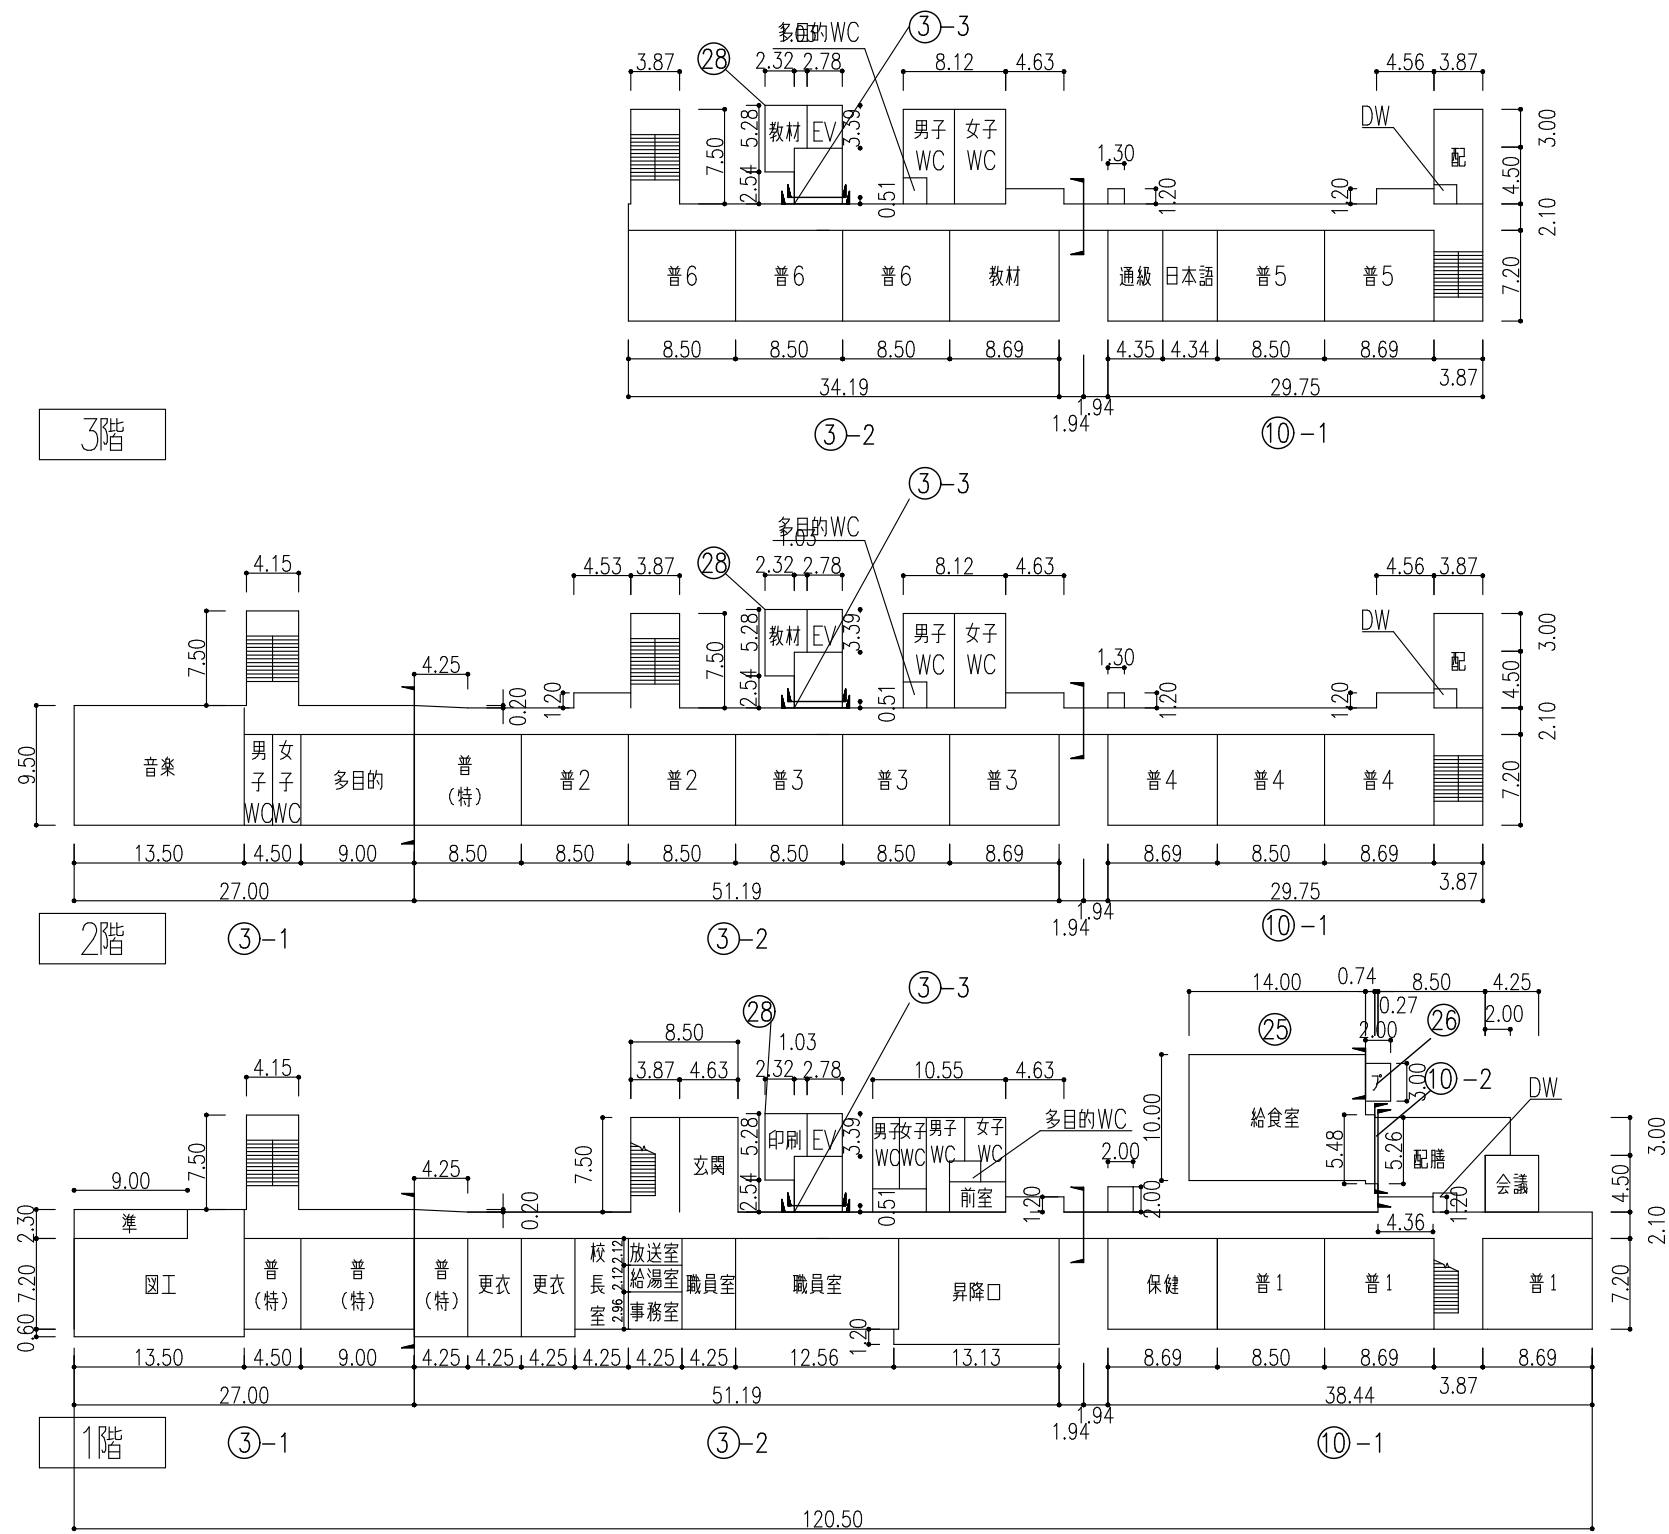 多目的WC
1.03
③-3
㉘
3.87
2.32
2.78
8.12
4.63
4.56
3.87
DW
5.28
教材
EV
3.39
男子
WC
女子
WC
配
3.00
7.50
2.54
0.51
1.30
1.20
1.20
4.50
2.10
普6
普6
普6
教材
通級
日本語
普5
普5
7.20
8.50
8.50
8.50
8.69
4.35
4.34
8.50
8.69
3.87
34.19
1.94
1.94
29.75
3階
③-2
⑩-1
③-3
多目的WC
1.03
㉘
4.15
4.53
3.87
2.32
2.78
8.12
4.63
4.56
3.87
DW
7.50
7.50
5.28
教材
EV
3.39
男子
WC
女子
WC
配
3.00
4.25
0.20
1.20
2.54
0.51
1.30
1.20
1.20
4.50
2.10
9.50
音楽
男子WC
女子WC
多目的
普
(特)
普2
普2
普3
普3
普3
普4
普4
普4
7.20
13.50
4.50
9.00
8.50
8.50
8.50
8.50
8.50
8.69
8.69
8.50
8.69
3.87
27.00
51.19
1.94
1.94
29.75
2階
③-1
③-2
⑩-1
③-3
㉘
14.00
0.74
8.50
4.25
0.27
2.00
2.00
㉕
㉖
⑩-2
DW
8.50
1.03
4.15
3.87
4.63
2.32
2.78
10.55
4.63
プ
3.00
多目的WC
10.00
給食室
7.50
7.50
玄関
5.28
印刷
EV
3.39
男子
WC
女子
WC
男子
WC
女子
WC
2.00
5.48
5.26
配膳
3.00
会議
4.50
9.00
4.25
0.20
2.54
0.51
前室
1.20
2.00
4.36
1.20
2.10
2.30
準
7.20
図工
普
(特)
普
(特)
普
(特)
更衣
更衣
校長室
2.12
2.12
2.96
放送室
給湯室
事務室
職員室
職員室
昇降口
保健
普1
普1
普1
7.20
0.60
1.20
13.50
4.50
9.00
4.25
4.25
4.25
4.25
4.25
4.25
12.56
13.13
8.69
8.50
8.69
3.87
8.69
27.00
51.19
1.94
1.94
38.44
1階
③-1
③-2
⑩-1
120.50